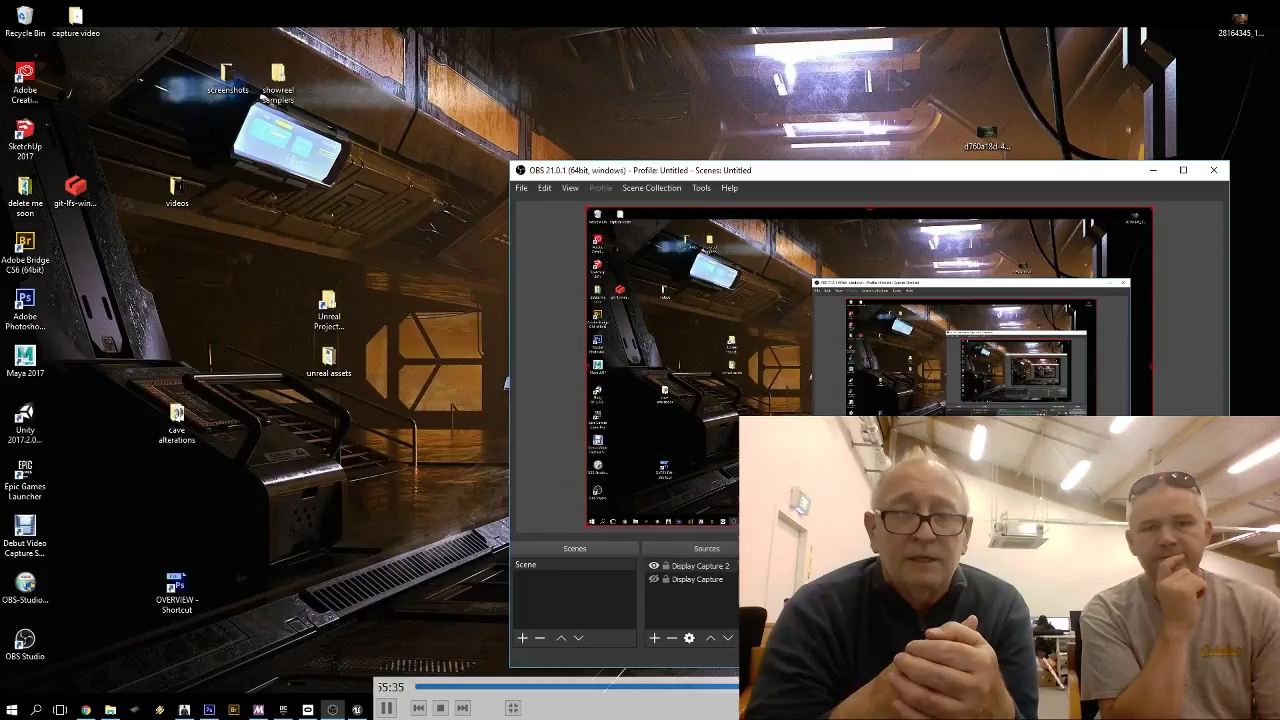 Recycle Bin
capture video
28164345_1...
Adobe
Creati...
screenshots
showreel
samplers
SketchUp
2017
d760a18d-4...
OBS 21.0.1 (64bit, windows) - Profile: Untitled - Scenes: Untitled
File Edit View Profile Scene Collection Tools Help
delete me
soon
git-lfs-win...
videos
Adobe Bridge
CS6 (64bit)
Adobe
Photosho...
Unreal
Project...
Maya 2017
unreal assets
Unity
2017.2.0...
cave
alterations
EPIC
GAMES
Epic Games
Launcher
Debut Video
Capture S...
OBS-Studio...
OVERVIEW -
Shortcut
OBS Studio
Scenes
Sources
Scene
Display Capture 2
Display Capture
55:35